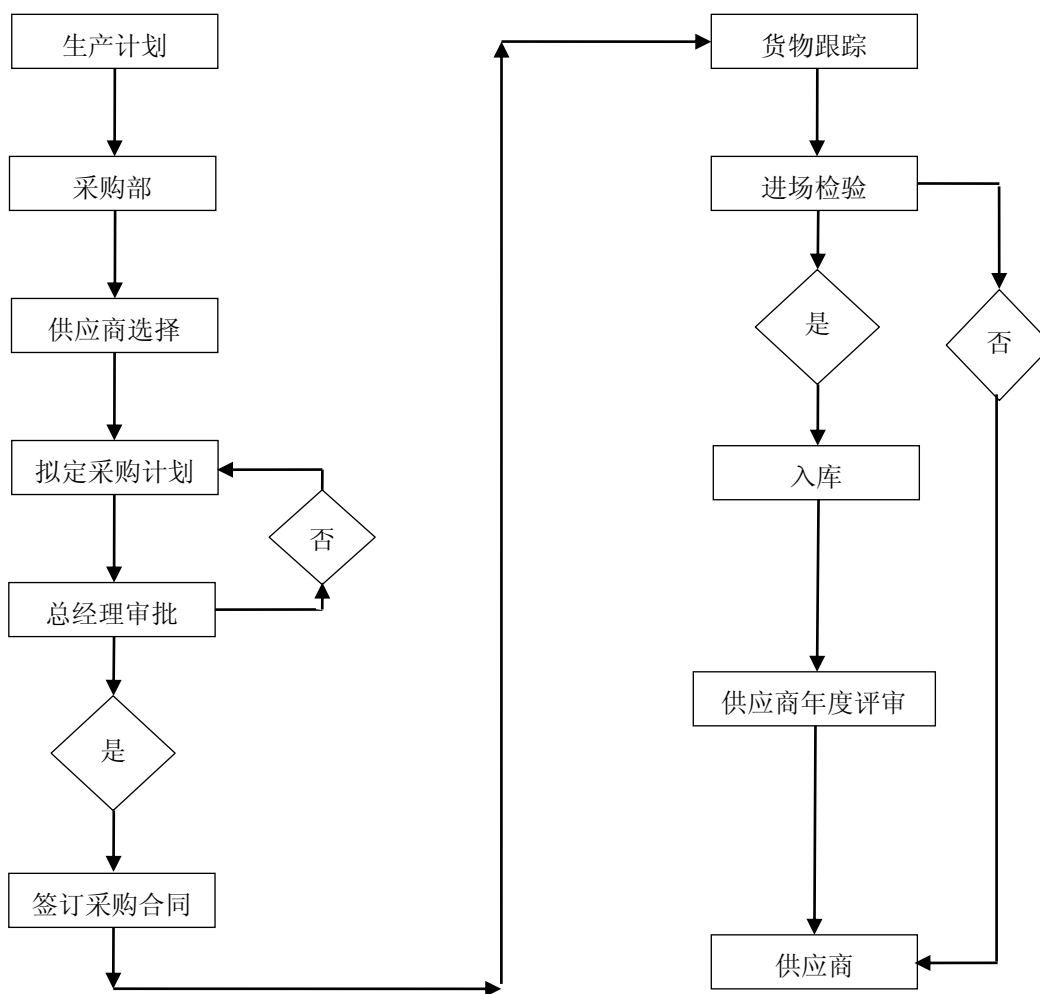 生产计划
采购部
供应商选择
拟定采购计划
否
总经理审批
是
签订采购合同
货物跟踪
进场检验
是
否
入库
供应商年度评审
供应商